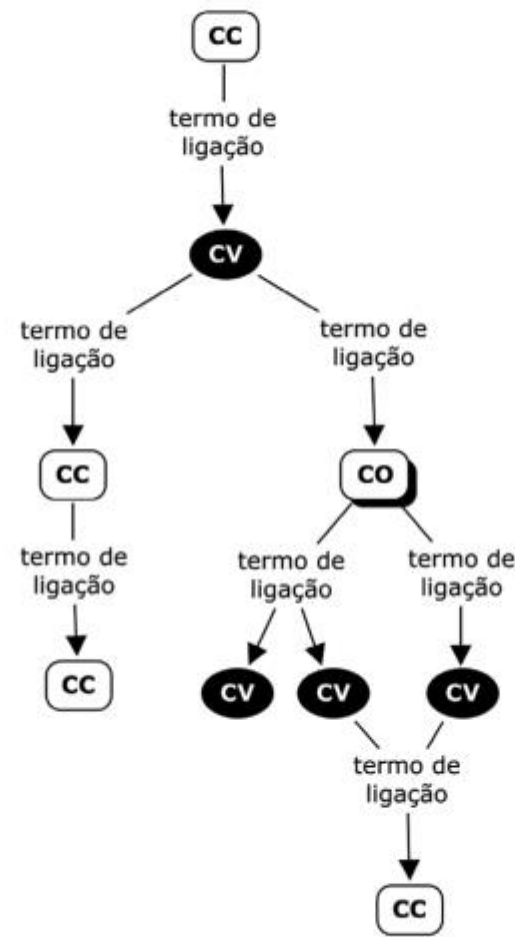 CC
termo de
ligação
CV
termo de
ligação
termo de
ligação
CC
CO
termo de
ligação
termo de
ligação
termo de
ligação
CC
CV
CV
CV
termo de
ligação
CC